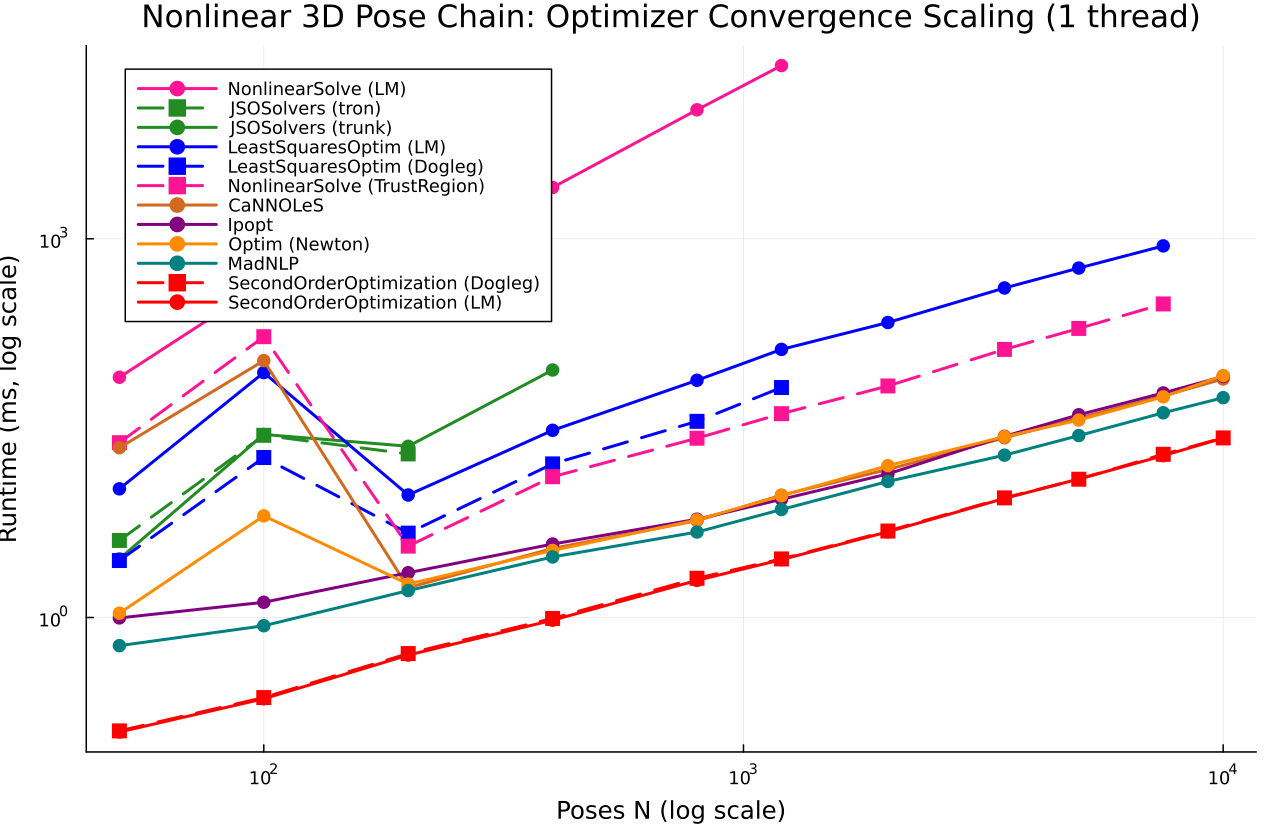 Nonlinear 3D Pose Chain: Optimizer Convergence Scaling (1 thread)
NonlinearSolve (LM)
JSOSolvers (tron)
JSOSolvers (trunk)
LeastSquaresOptim (LM)
LeastSquaresOptim (Dogleg)
NonlinearSolve (TrustRegion)
CaNNOLeS
Ipopt
Optim (Newton)
MadNLP
SecondOrderOptimization (Dogleg)
SecondOrderOptimization (LM)
Runtime (ms, log scale)
10³
10⁰
10² 10³ 10⁴
Poses N (log scale)